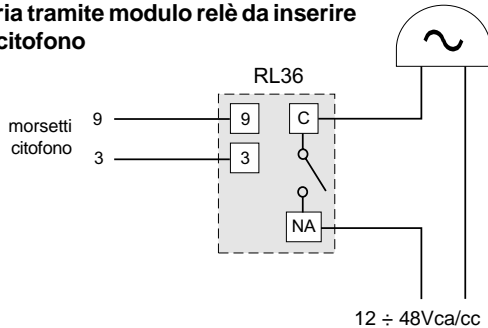 ria tramite modulo relè da inserire
citofono
RL36
morsetti
citofono
9
3
9
3
C
NA
12 ÷ 48Vca/cc